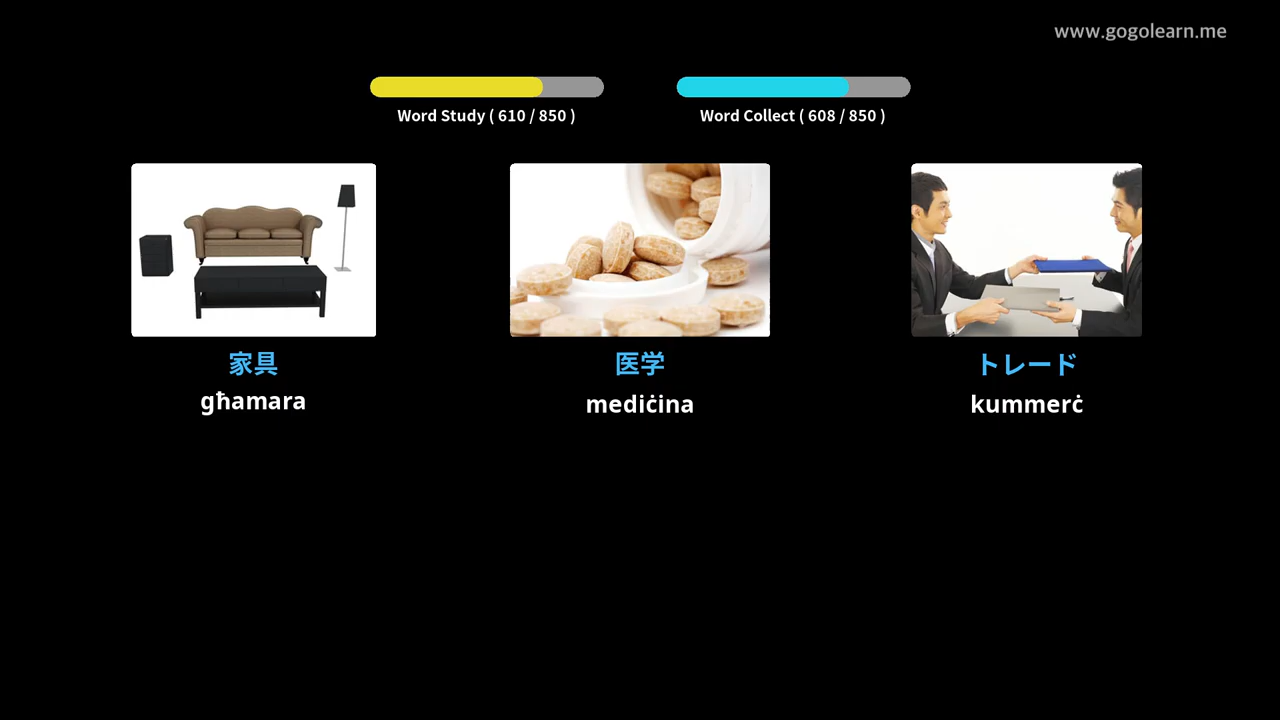 www.gogolearn.me
Word Study ( 610 / 850 )
Word Collect ( 608 / 850 )
家具
għamara
医学
mediċina
トレード
kummerċ